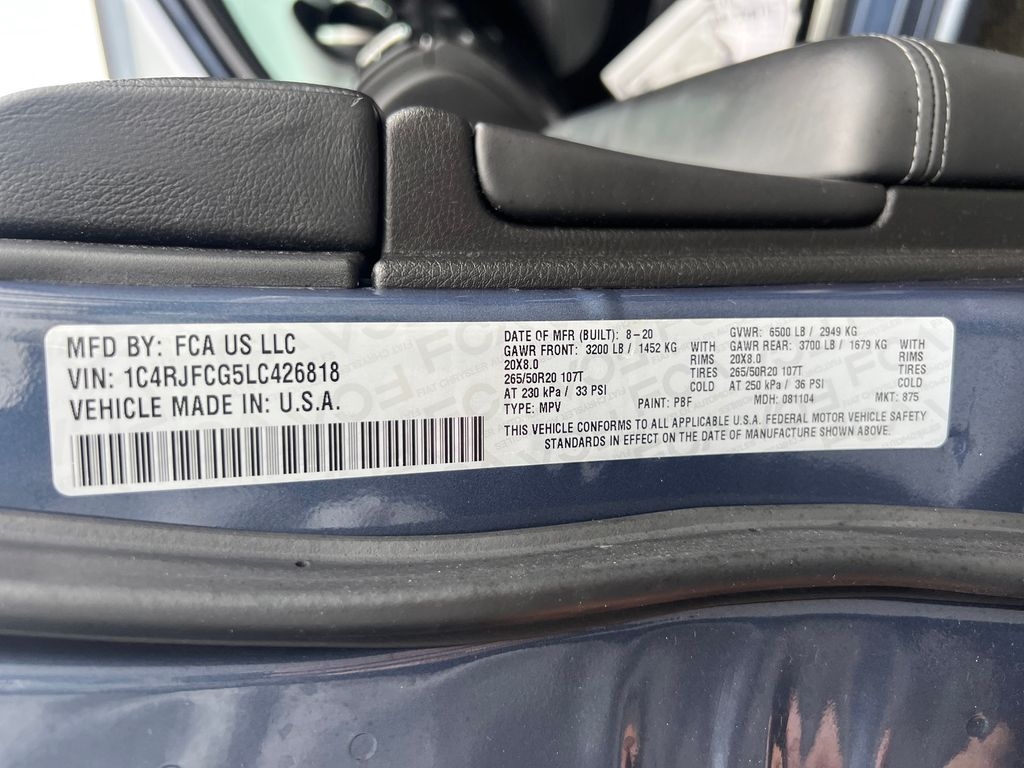 MFD BY: FCA US LLC
VIN: 1C4RJFCG5LC426818
VEHICLE MADE IN: U.S.A.
DATE OF MFR (BUILT): 8-20
GAWR FRONT: 3200 LB / 1452 KG WITH
20X8.0 RIMS
265/50R20 107T TIRES
AT 230 kPa / 33 PSI COLD
TYPE: MPV PAINT: PBF
GVWR: 6500 LB / 2949 KG
GAWR REAR: 3700 LB / 1679 KG WITH
20X8.0 RIMS
265/50R20 107T TIRES
AT 250 kPa / 36 PSI COLD
MDH: 081104 MKT: 875
THIS VEHICLE CONFORMS TO ALL APPLICABLE U.S.A. FEDERAL MOTOR VEHICLE SAFETY
STANDARDS IN EFFECT ON THE DATE OF MANUFACTURE SHOWN ABOVE.